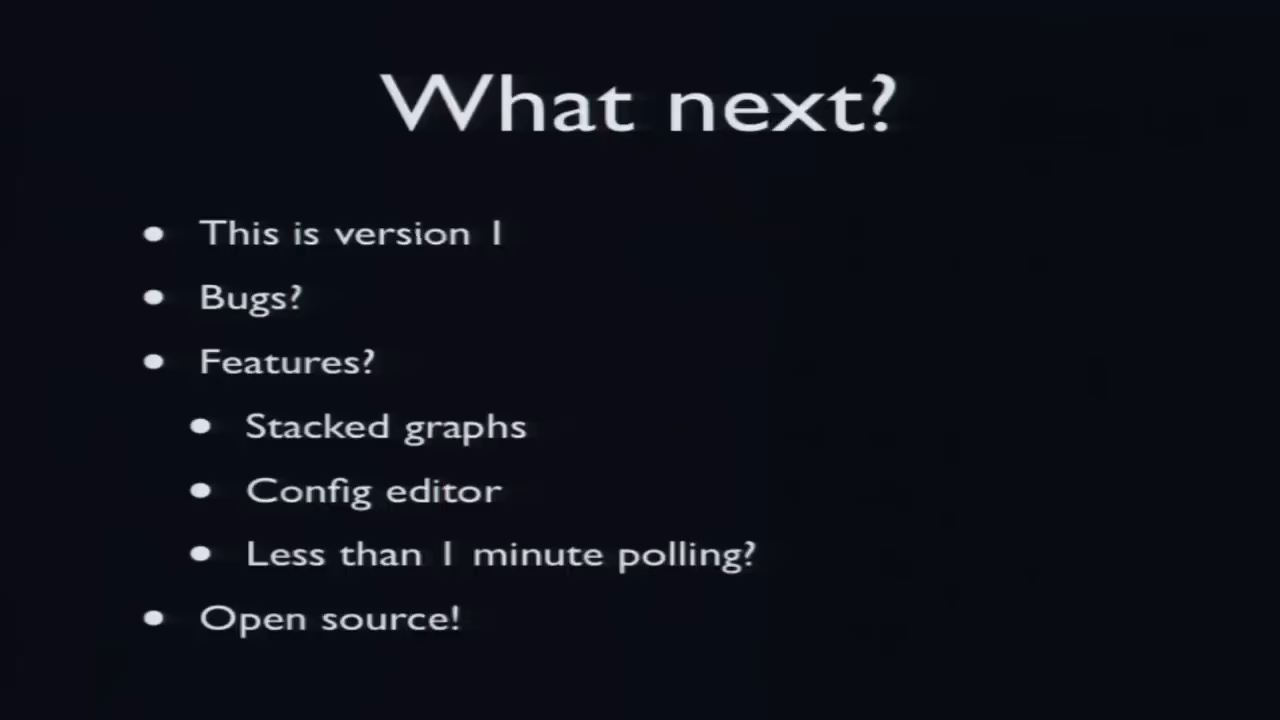 What next?
• This is version 1
• Bugs?
• Features?
• Stacked graphs
• Config editor
• Less than 1 minute polling?
• Open source!